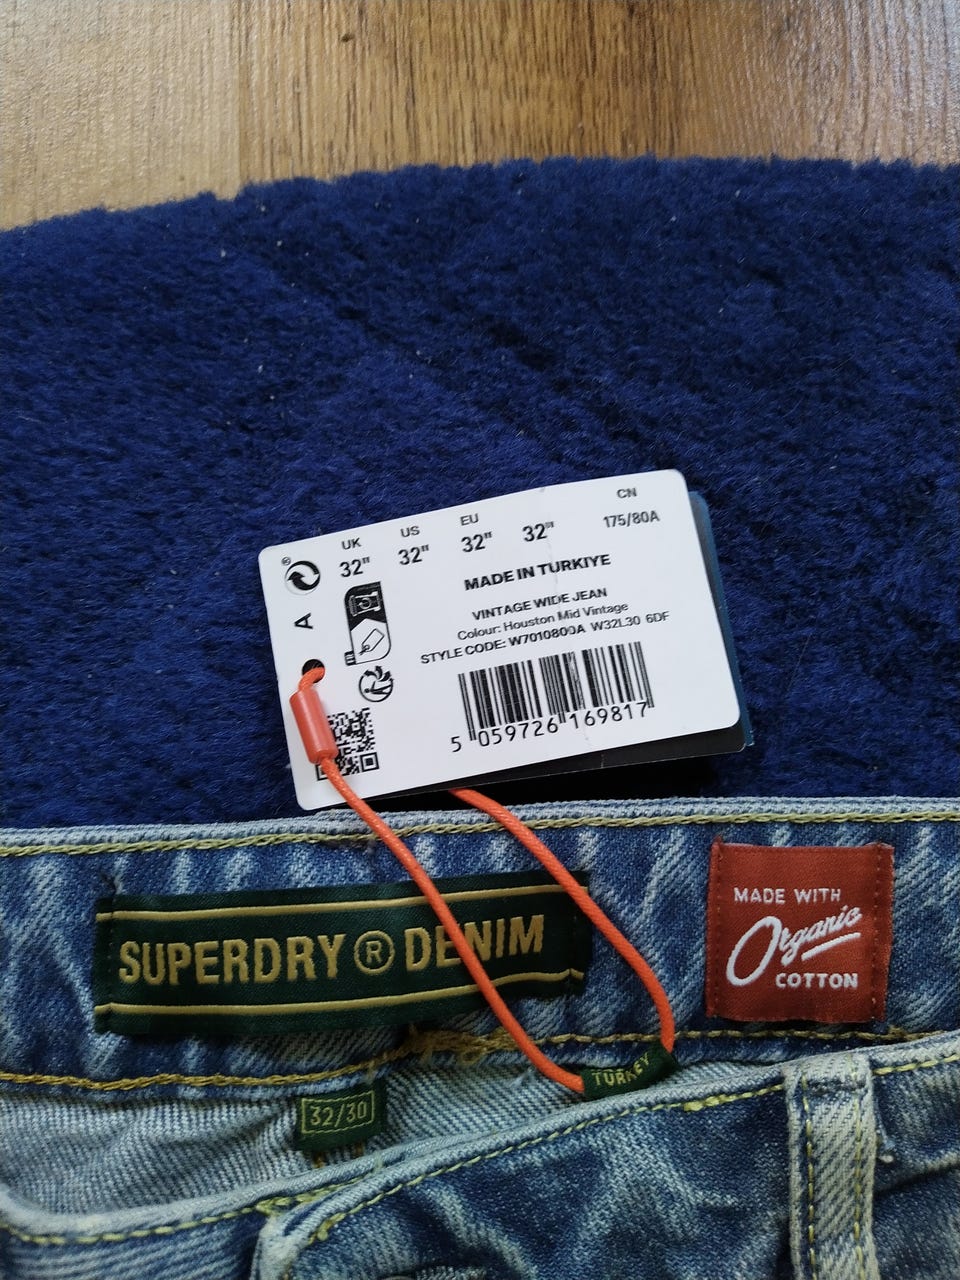 UK
32"
US
32"
EU
32"
32"
CN
175/80A
MADE IN TURKIYE
VINTAGE WIDE JEAN
Colour: Houston Mid Vintage
STYLE CODE: W7010800A W32L30 6DF
A
®
5 059726 169817
SUPERDRY ® DENIM
MADE WITH
Organic
COTTON
TURKEY
32/30